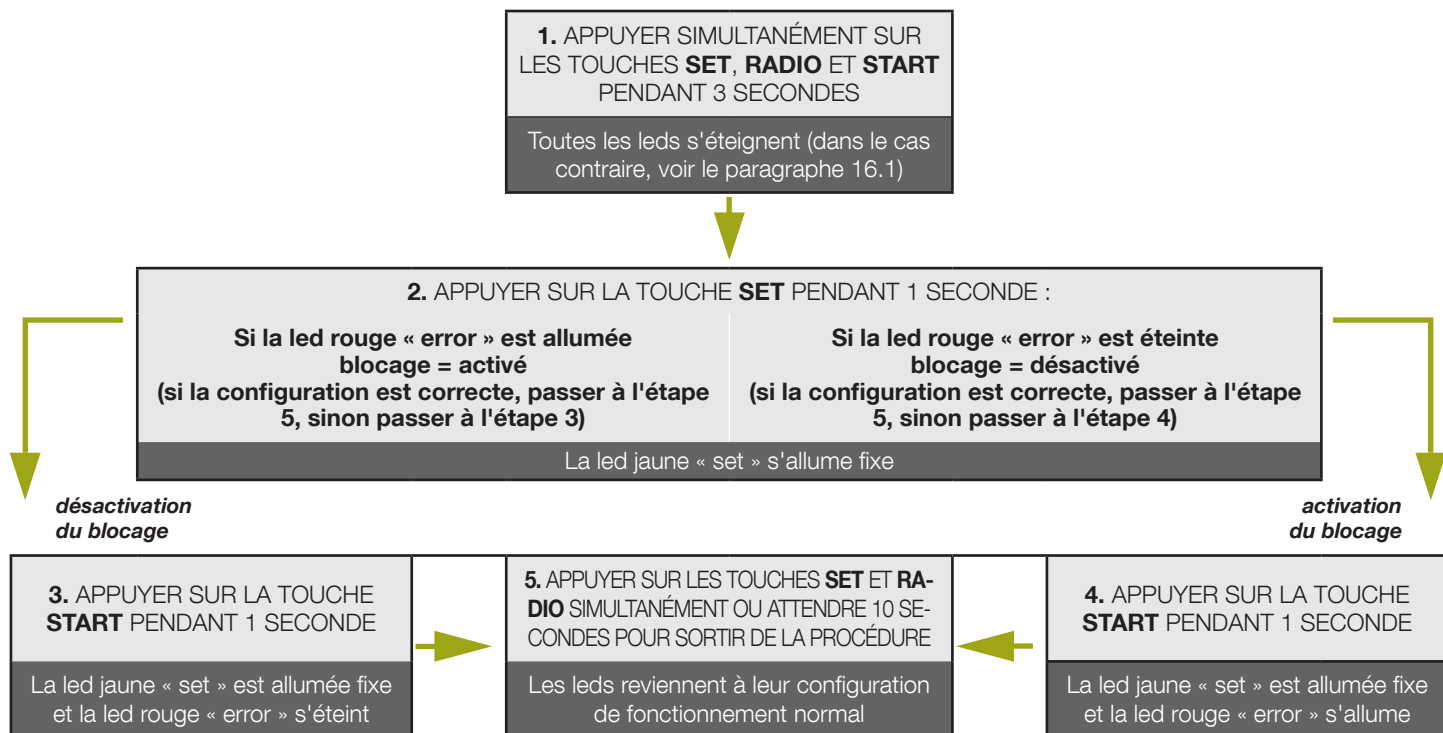 1. APPUYER SIMULTANÉMENT SUR
LES TOUCHES SET, RADIO ET START
PENDANT 3 SECONDES
Toutes les leds s'éteignent (dans le cas
contraire, voir le paragraphe 16.1)
2. APPUYER SUR LA TOUCHE SET PENDANT 1 SECONDE :
Si la led rouge « error » est allumée
blocage = activé
(si la configuration est correcte, passer à l'étape
5, sinon passer à l'étape 3)
Si la led rouge « error » est éteinte
blocage = désactivé
(si la configuration est correcte, passer à l'étape
5, sinon passer à l'étape 4)
La led jaune « set » s'allume fixe
désactivation
du blocage
activation
du blocage
3. APPUYER SUR LA TOUCHE
START PENDANT 1 SECONDE
La led jaune « set » est allumée fixe
et la led rouge « error » s'éteint
5. APPUYER SUR LES TOUCHES SET ET RA-
DIO SIMULTANÉMENT OU ATTENDRE 10 SE-
CONDES POUR SORTIR DE LA PROCÉDURE
Les leds reviennent à leur configuration
de fonctionnement normal
4. APPUYER SUR LA TOUCHE
START PENDANT 1 SECONDE
La led jaune « set » est allumée fixe
et la led rouge « error » s'allume